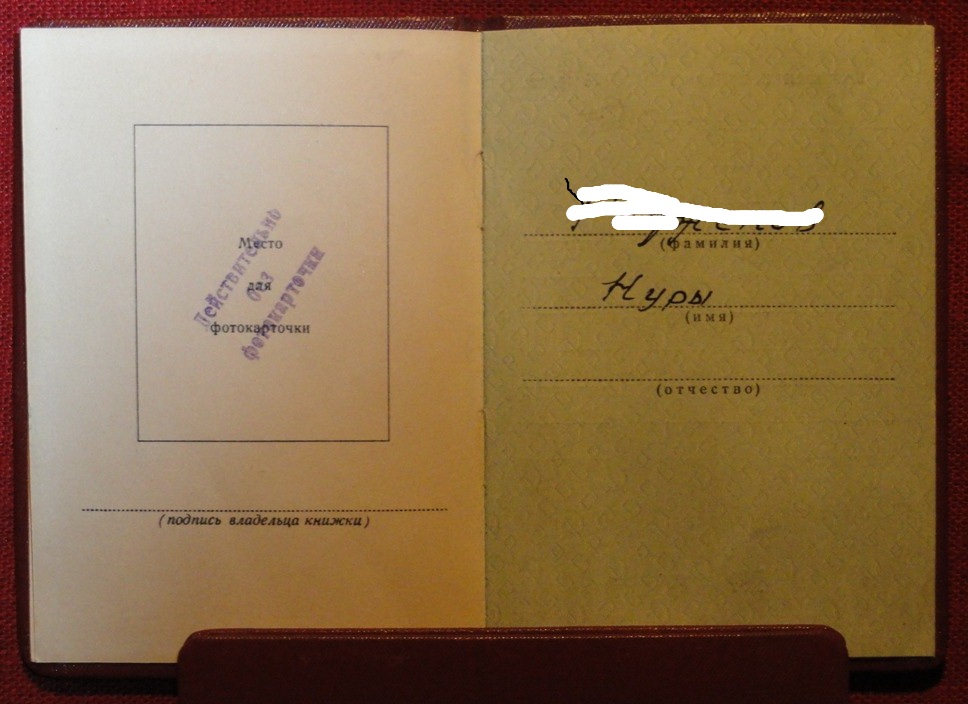 Место
для
фотокарточки
Действительно
без
фотокарточки
(подпись владельца книжки)
(фамилия)
Нуры
(имя)
(отчество)